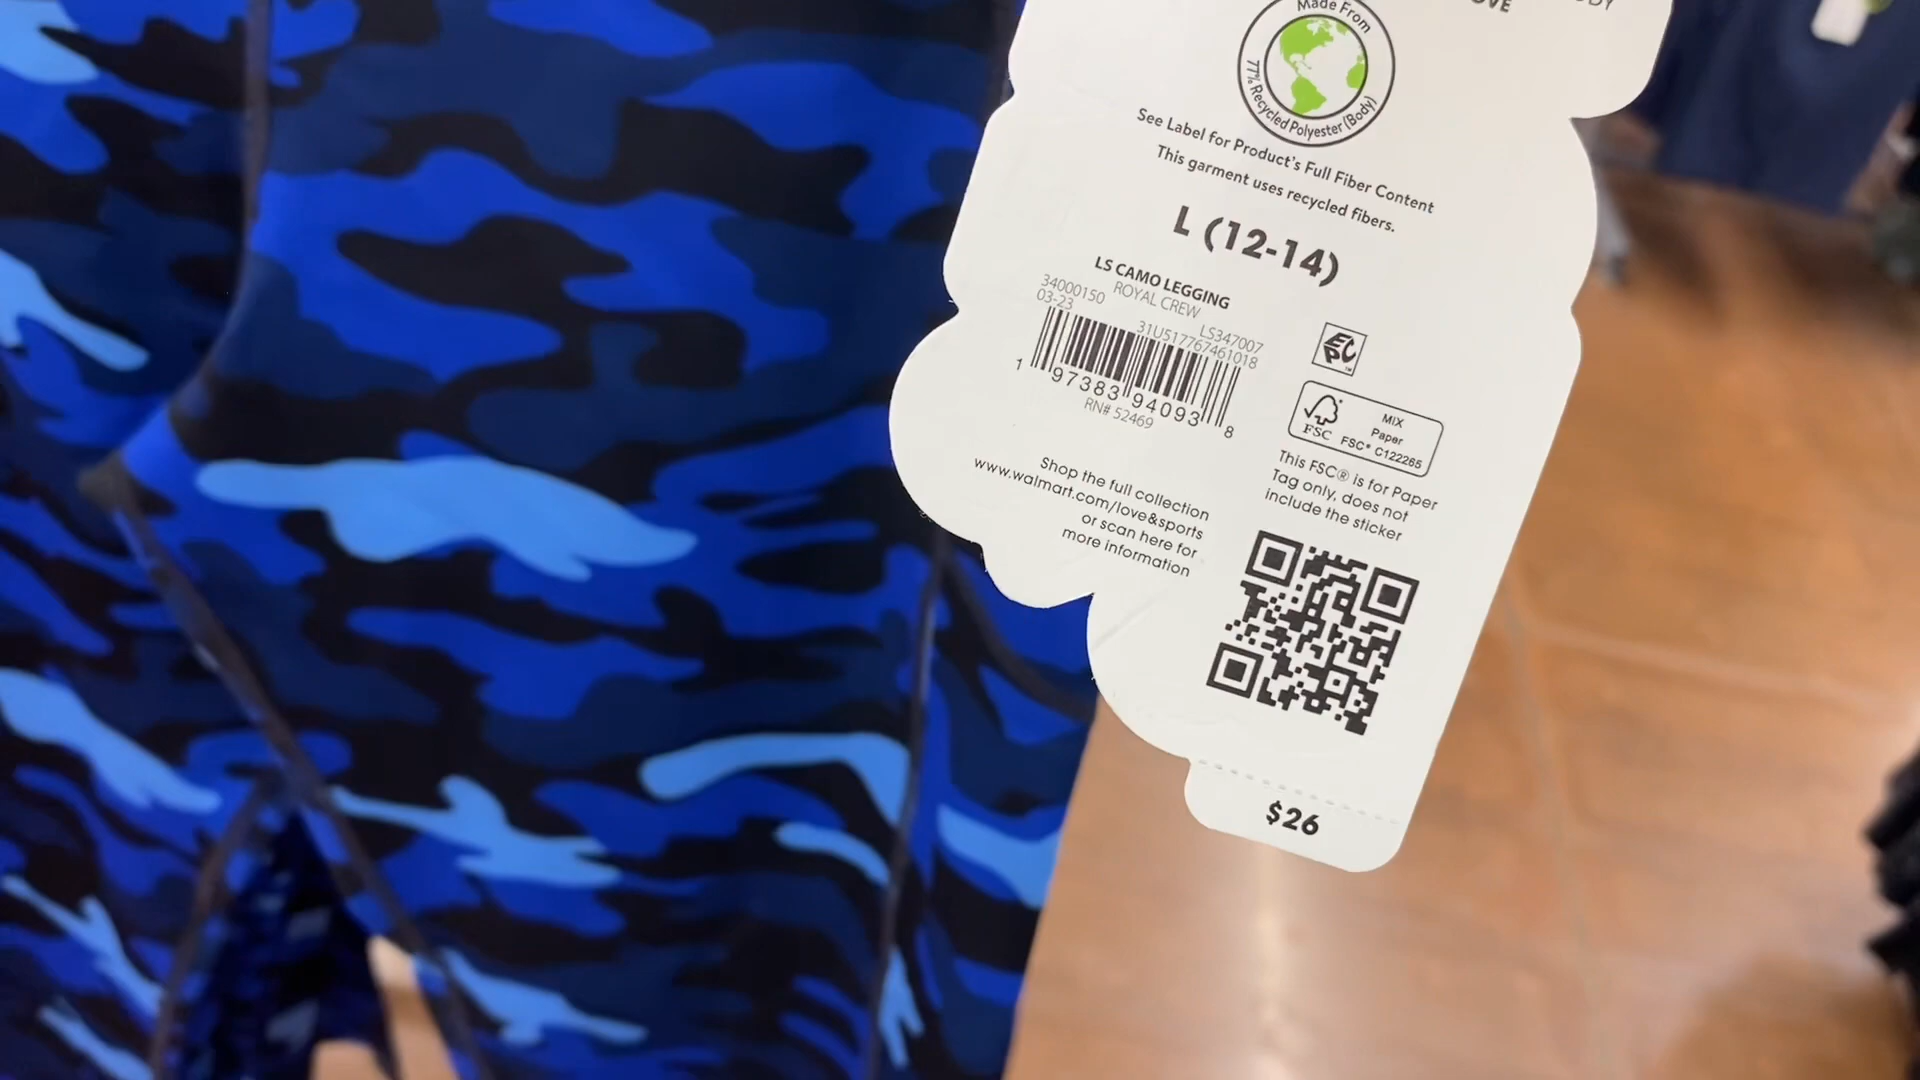 Made From
77% Recycled Polyester (Body)
See Label for Product's Full Fiber Content
This garment uses recycled fibers.
L (12-14)
LS CAMO LEGGING
34000150 ROYAL CREW
03-23 LS347007
31U517767461018
1 97383 94093 8
RN# 52469
EPC
MIX
Paper
FSC FSC® C122265
This FSC® is for Paper
Tag only, does not
include the sticker
Shop the full collection
www.walmart.com/love&sports
or scan here for
more information
$26